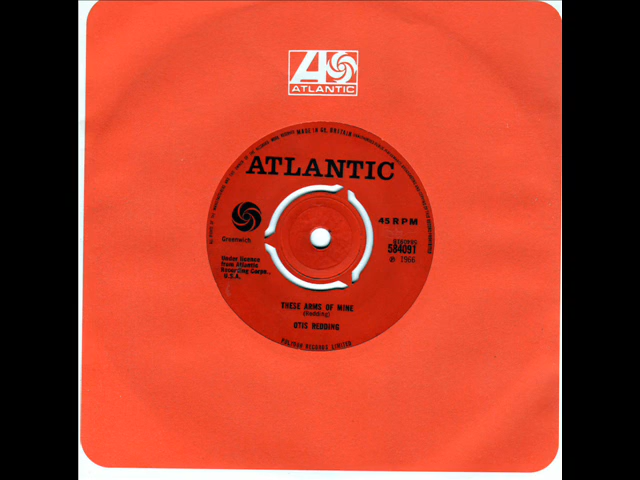 ATLANTIC
MADE IN GT. BRITAIN
ATLANTIC
45 RPM
Greenwich
584091
℗ 1966
Under licence
from Atlantic
Recording Corpn.,
U.S.A.
THESE ARMS OF MINE
(Redding)
OTIS REDDING
POLYDOR RECORDS LIMITED